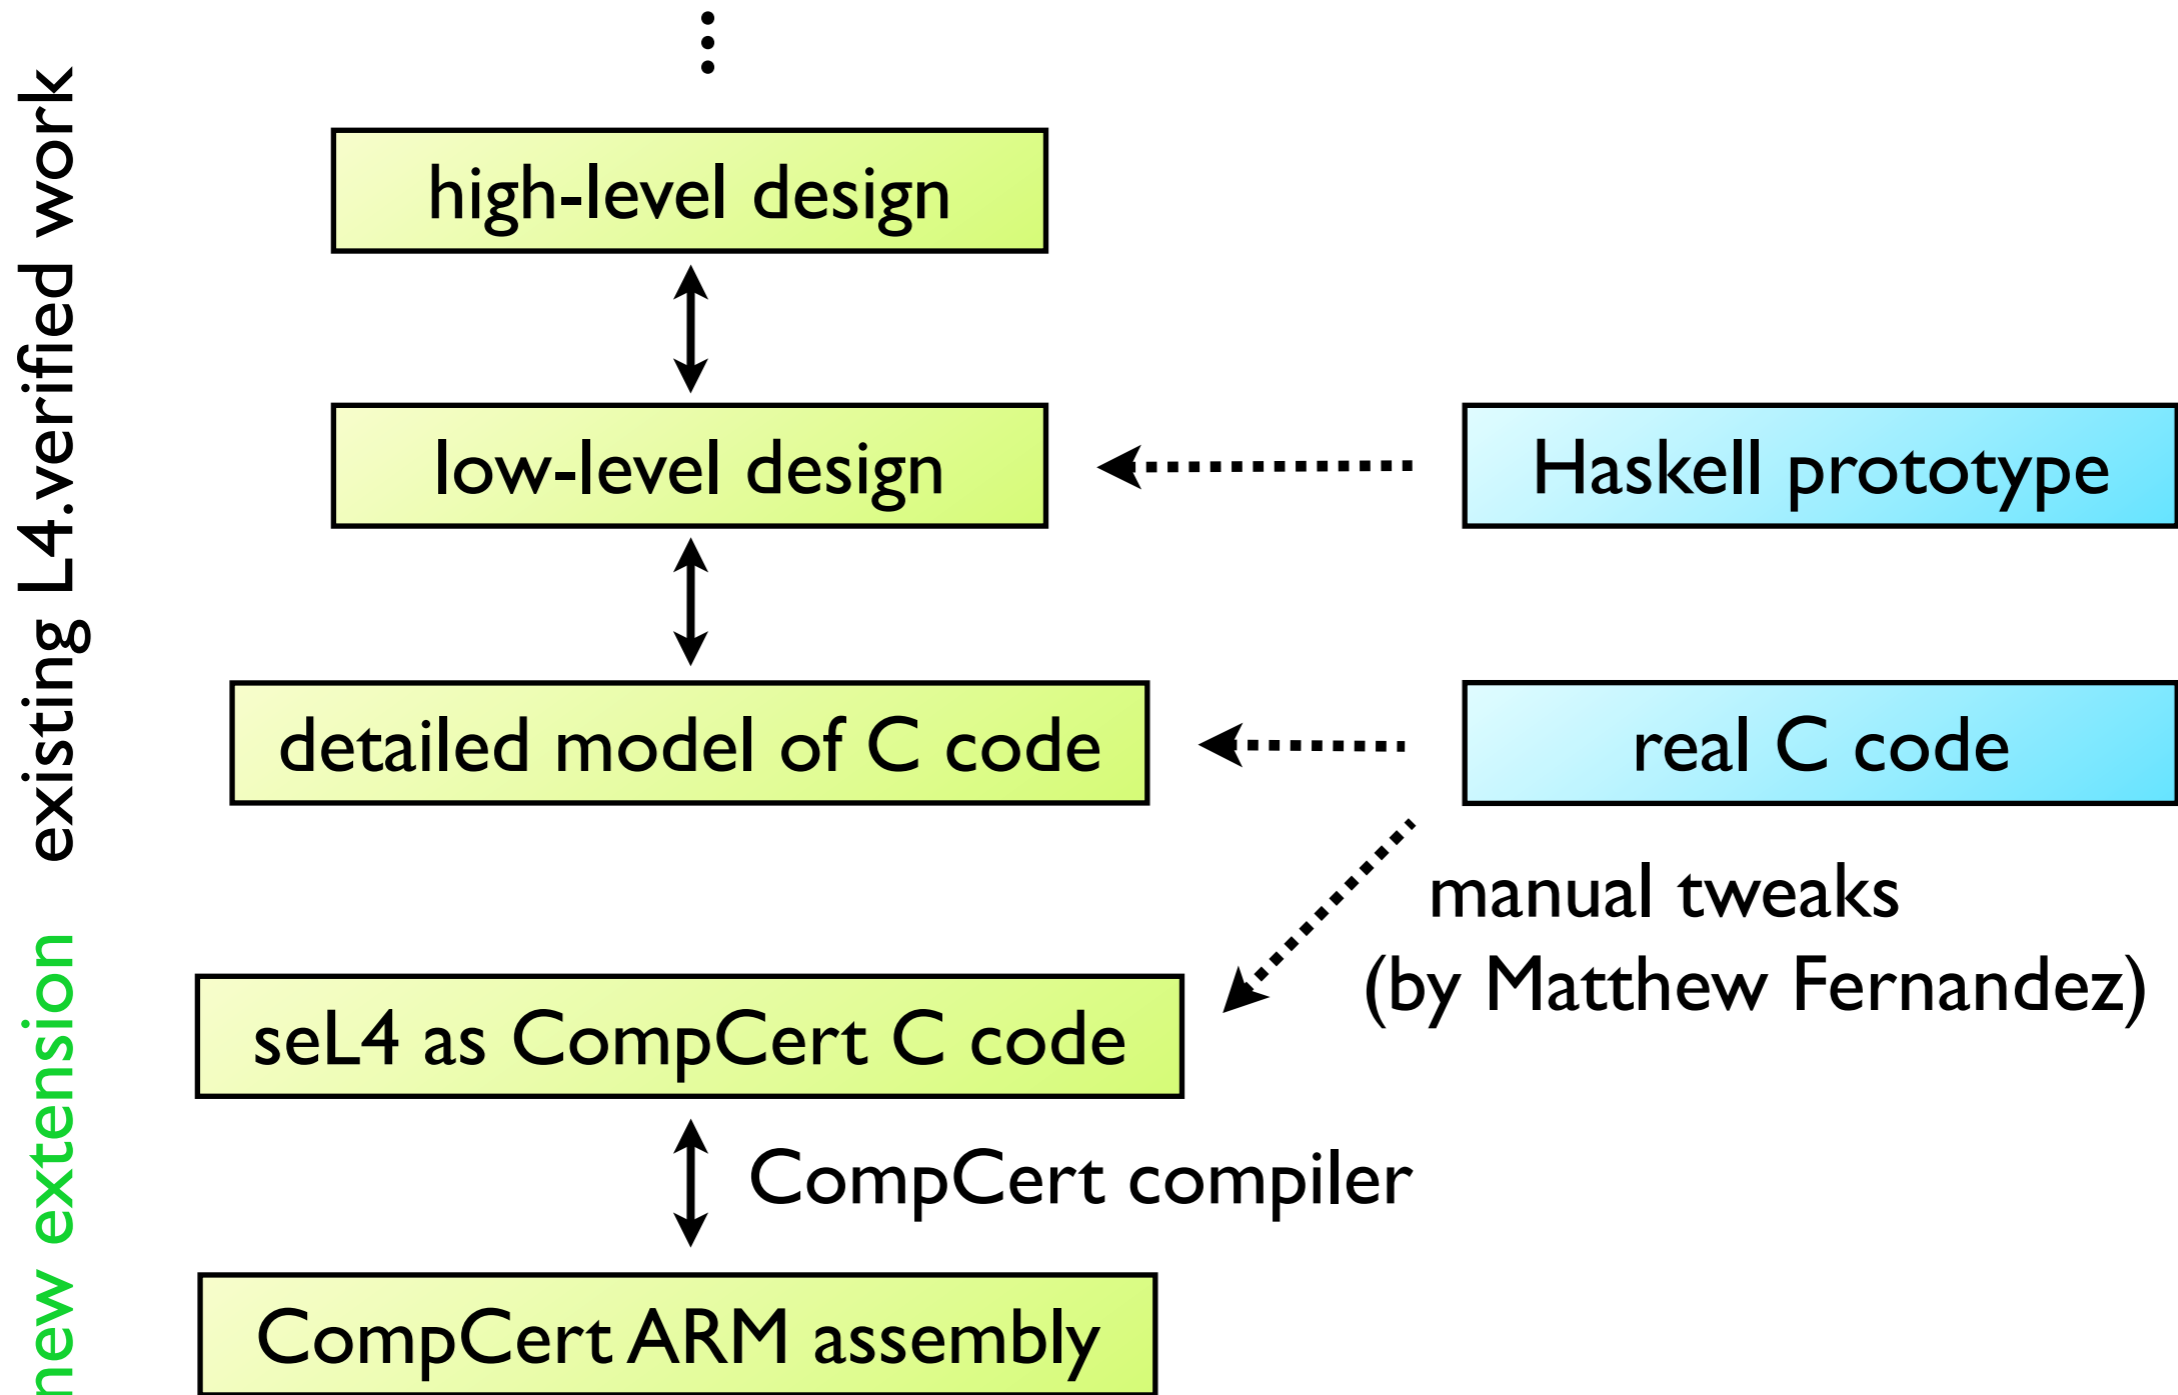 high-level design
low-level design
Haskell prototype
detailed model of C code
real C code
manual tweaks
(by Matthew Fernandez)
seL4 as CompCert C code
CompCert compiler
CompCert ARM assembly
existing L4.verified work
new extension